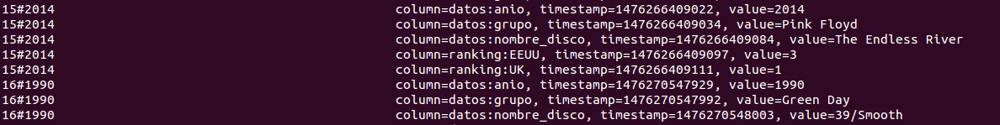 15#2014 column=datos:anio, timestamp=1476266409022, value=2014
15#2014 column=datos:grupo, timestamp=1476266409034, value=Pink Floyd
15#2014 column=datos:nombre_disco, timestamp=1476266409084, value=The Endless River
15#2014 column=ranking:EEUU, timestamp=1476266409097, value=3
15#2014 column=ranking:UK, timestamp=1476266409111, value=1
16#1990 column=datos:anio, timestamp=1476270547929, value=1990
16#1990 column=datos:grupo, timestamp=1476270547992, value=Green Day
16#1990 column=datos:nombre_disco, timestamp=1476270548003, value=39/Smooth